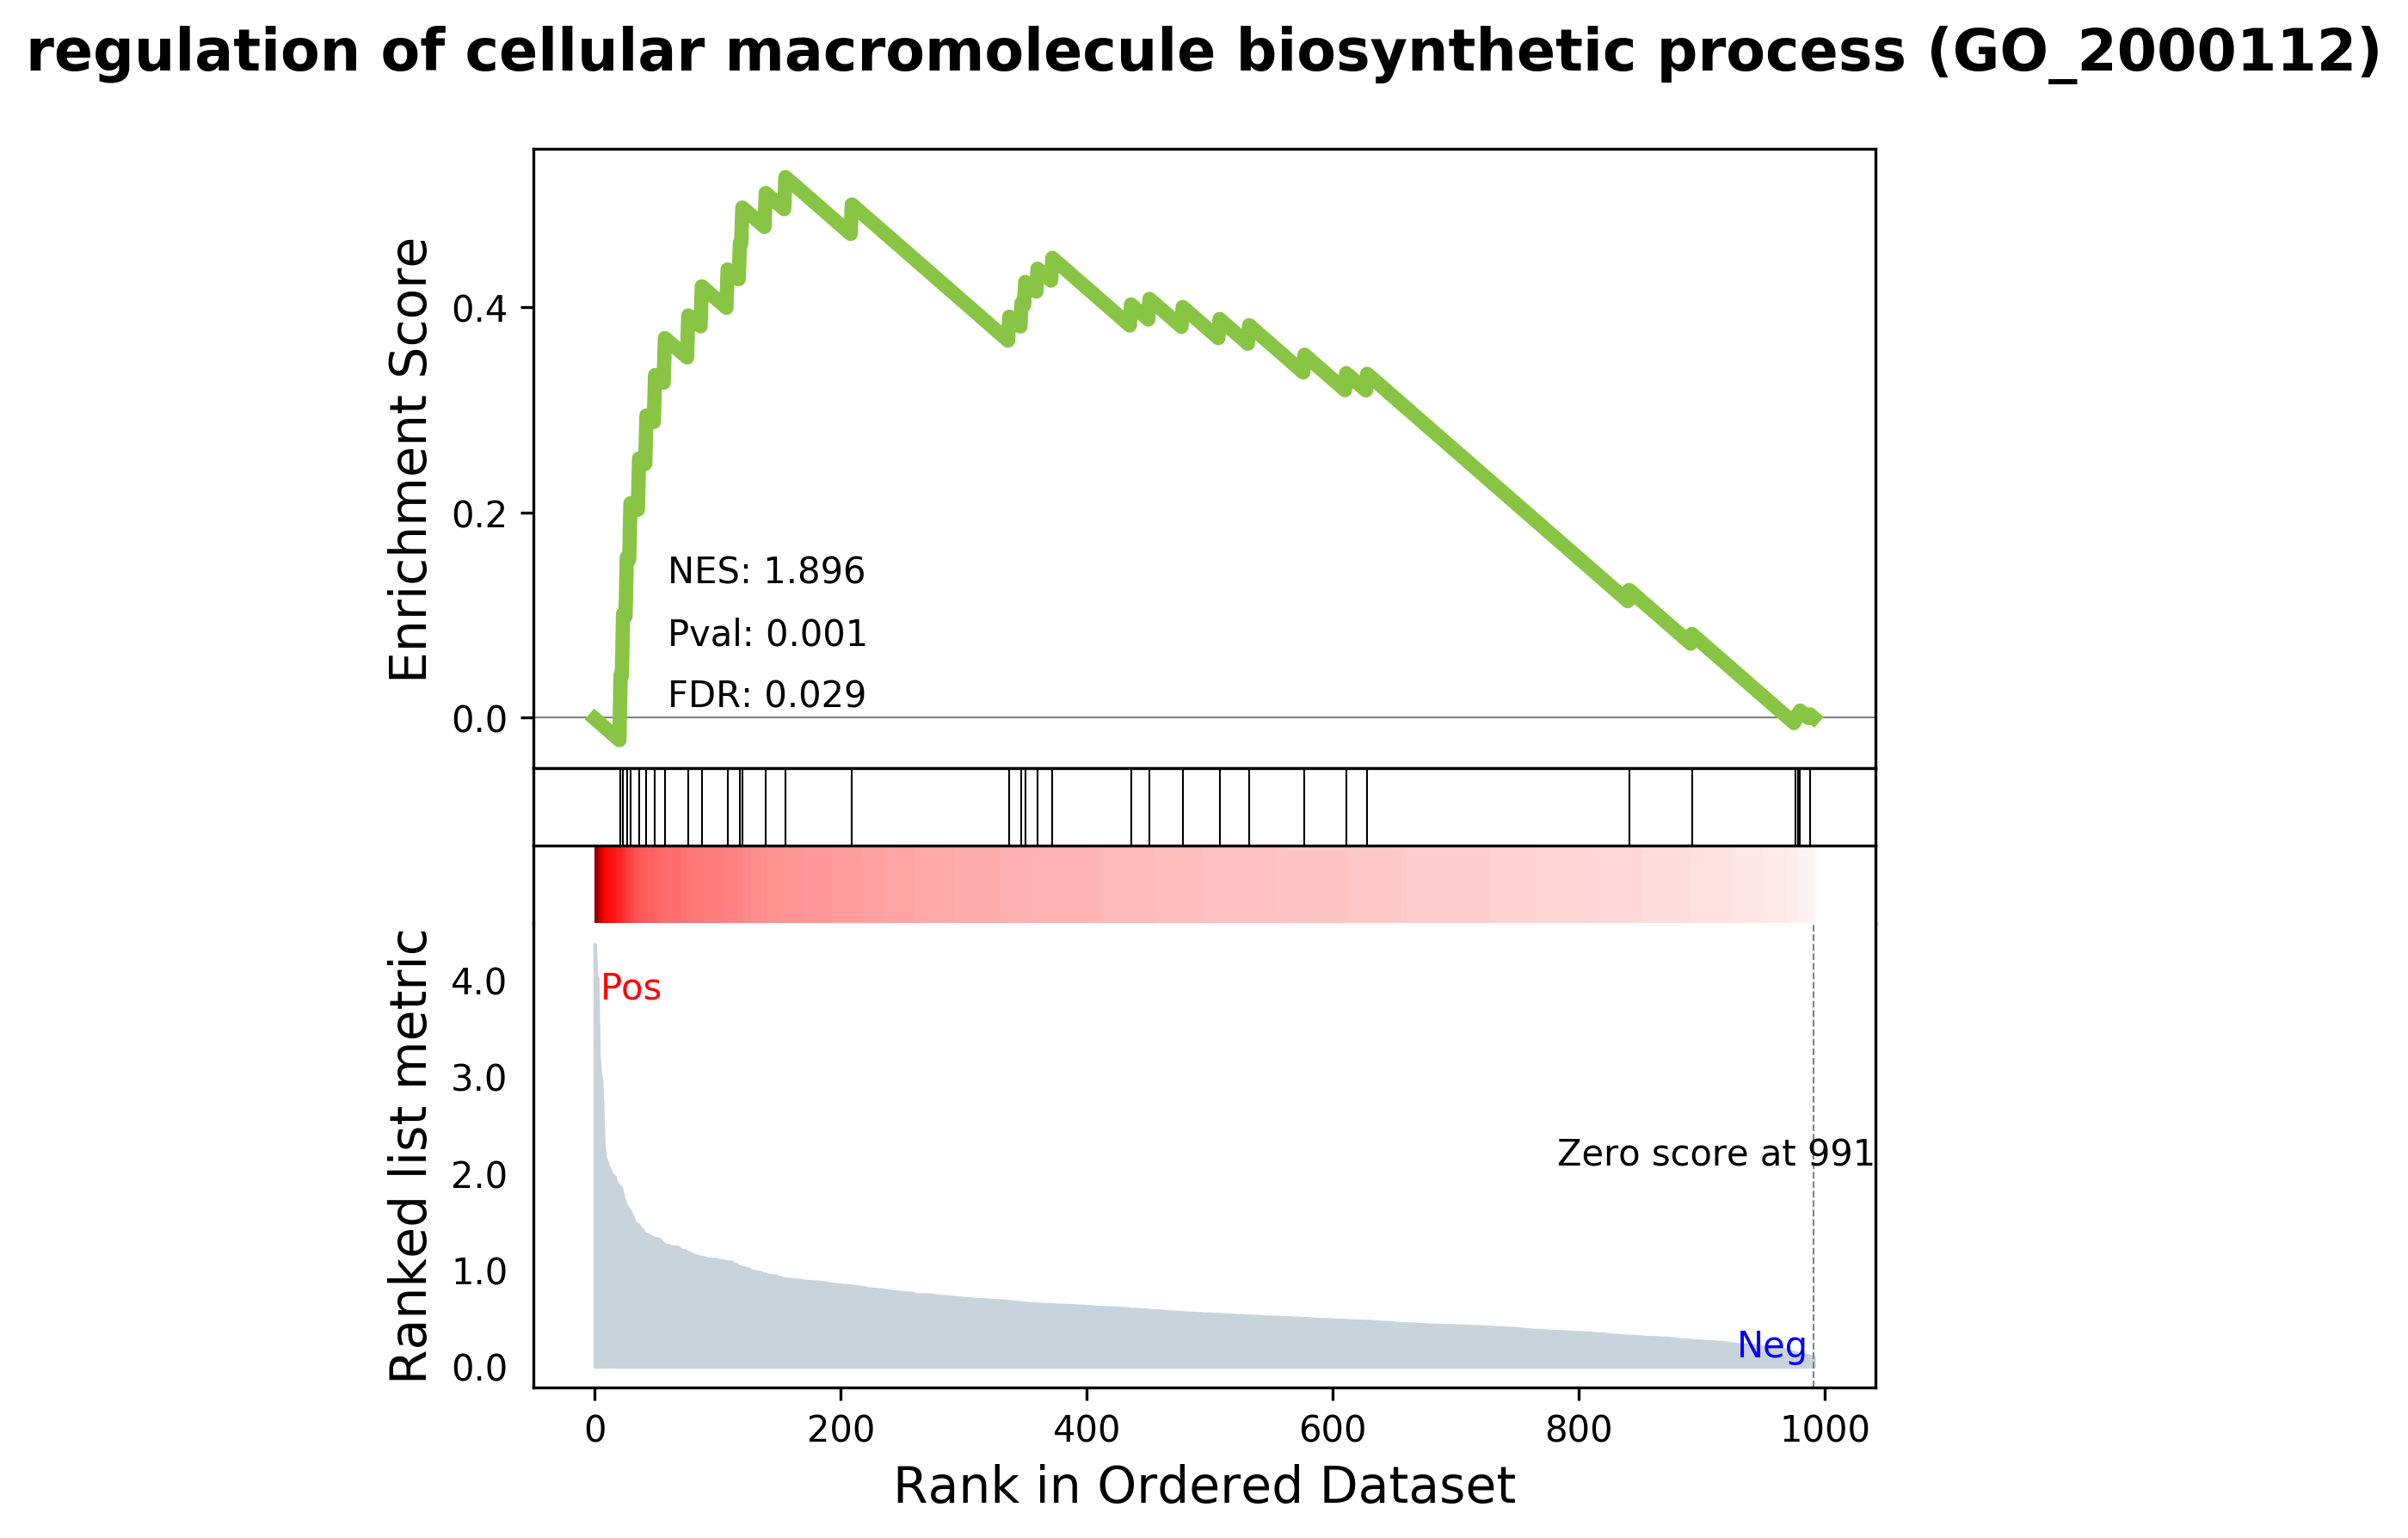 regulation of cellular macromolecule biosynthetic process (GO_2000112)
Enrichment Score
0.4
0.2
0.0
NES: 1.896
Pval: 0.001
FDR: 0.029
Ranked list metric
4.0
3.0
2.0
1.0
0.0
Pos
Zero score at 991
Neg
0 200 400 600 800 1000
Rank in Ordered Dataset